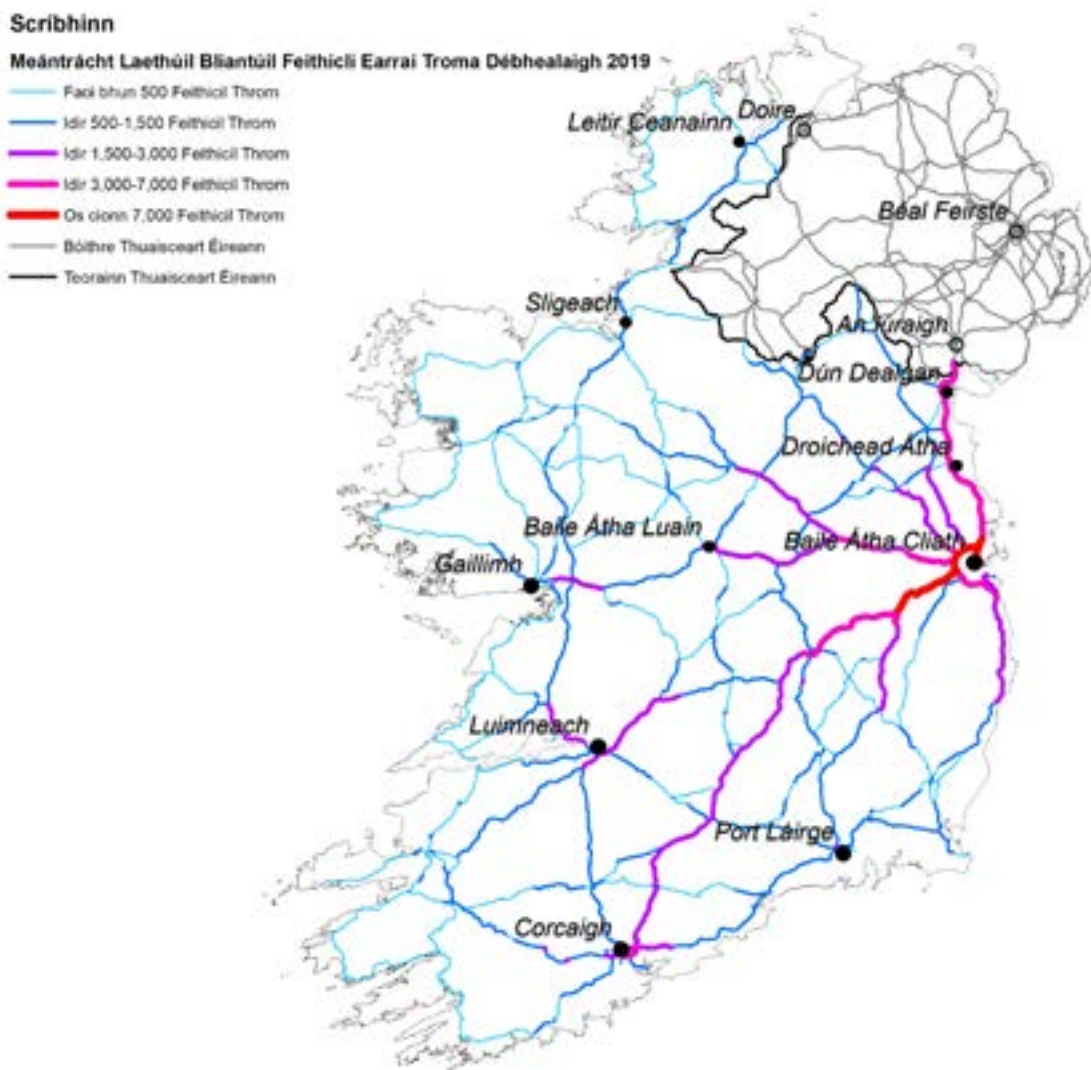 Scríbhinn
Meántrácht Laethúil Bliantúil Feithiclí Earraí Troma Débhealaigh 2019
Faoi bhun 500 Feithicil Throm
Idir 500-1,500 Feithicil Throm
Idir 1,500-3,000 Feithicil Throm
Idir 3,000-7,000 Feithicil Throm
Os cionn 7,000 Feithicil Throm
Bóithre Thuaisceart Éireann
Teorainn Thuaisceart Éireann
Doire
Leitir Ceanainn
Béal Feirste
Sligeach
An Iúraigh
Dún Dealgan
Droichead Átha
Baile Átha Luain
Baile Átha Cliath
Gaillimh
Luimneach
Port Láirge
Corcaigh